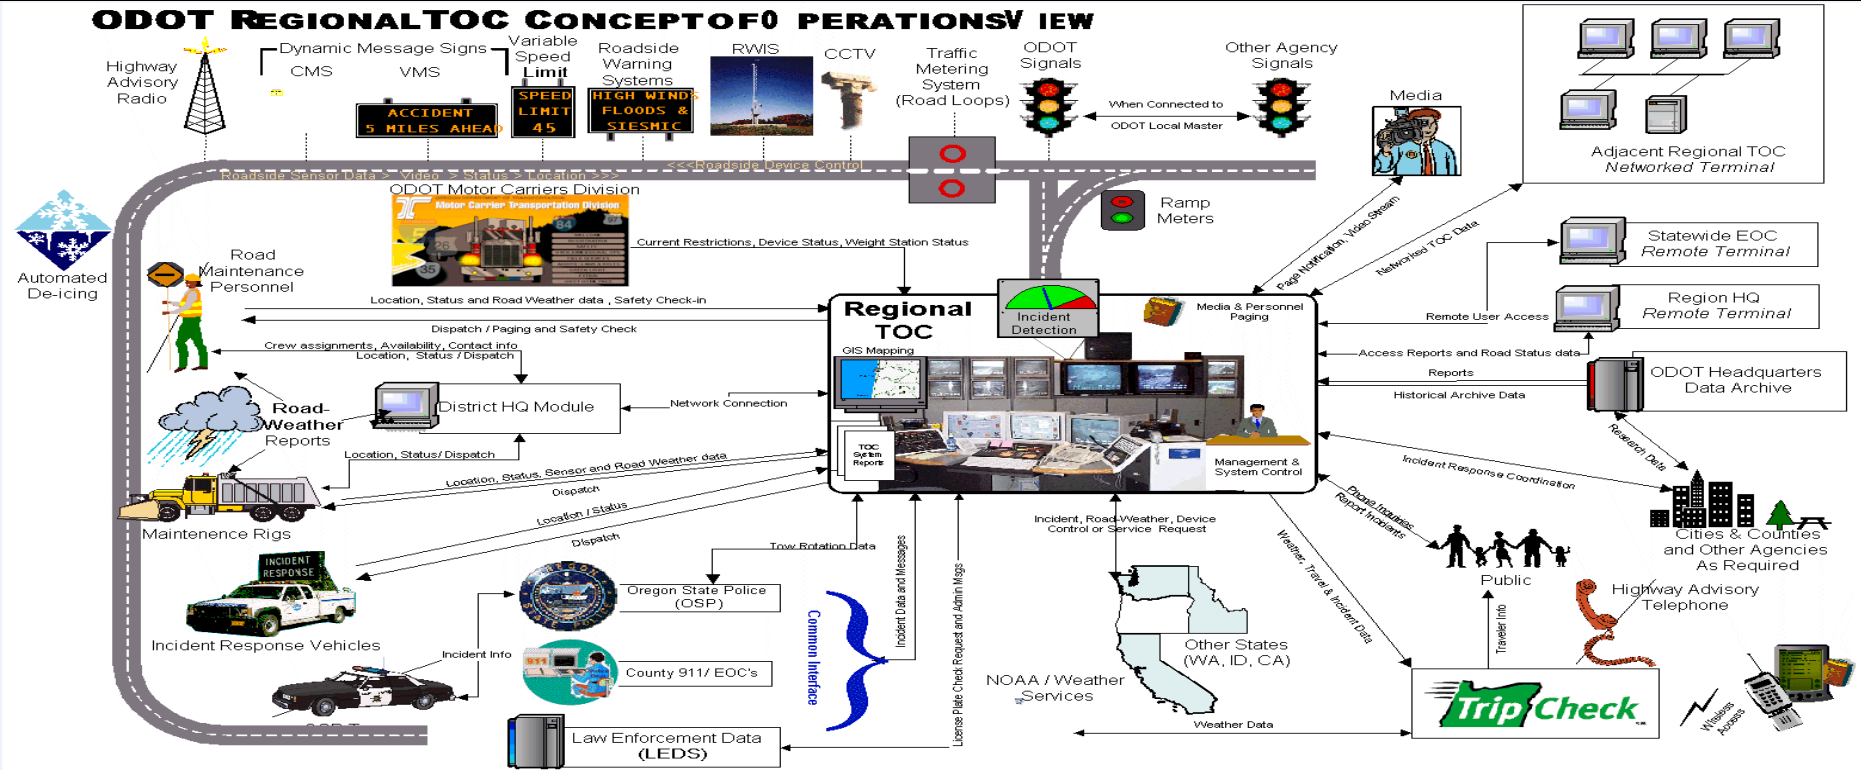 ODOT REGIONAL TOC CONCEPT OF OPERATIONS VIEW
Highway
Advisory
Radio
Dynamic Message Signs
CMS
VMS
ACCIDENT
5 MILES AHEAD
Variable
Speed
Limit
SPEED
LIMIT
45
Roadside
Warning
Systems
HIGH WINDS
FLOODS &
SIESMIC
RWIS
CCTV
Traffic
Metering
System
(Road Loops)
ODOT
Signals
When Connected to
ODOT Local Master
Other Agency
Signals
Media
Adjacent Regional TOC
Networked Terminal
<<<Roadside Device Control
Roadside Sensor Data > Video > Status > Location >>>
ODOT Motor Carriers Division
Motor Carrier Transportation Division
Current Restrictions, Device Status, Weight Station Status
Ramp
Meters
Page Notification, Video Stream
Networked TOC Data
Statewide EOC
Remote Terminal
Region HQ
Remote Terminal
Remote User Access
Access Reports and Road Status data
Reports
Historical Archive Data
ODOT Headquarters
Data Archive
Automated
De-icing
Road
Maintenance
Personnel
Location, Status and Road Weather data , Safety Check-in
Dispatch / Paging and Safety Check
Crew assignments, Availability, Contact info
Location, Status / Dispatch
Regional
TOC
Incident
Detection
Media & Personnel
Paging
GIS Mapping
TOC
System
Reports
Management &
System Control
District HQ Module
Network Connection
Road-
Weather
Reports
Location, Status/ Dispatch
Location, Status, Sensor and Road Weather data
Dispatch
Maintenence Rigs
Location / Status
Dispatch
INCIDENT
RESPONSE
Incident Response Vehicles
Incident Info
Tow Rotation Data
Oregon State Police
(OSP)
911
County 911/ EOC's
Law Enforcement Data
(LEDS)
Common Interface
Incident Data and Messages
License Plate Check Request and Admin Msgs
Incident, Road-Weather, Device
Control or Service Request
Other States
(WA, ID, CA)
NOAA / Weather
Services
Weather Data
Weather, Travel & Incident Data
Incident Response Coordination
Phone Inquiries
Report Incidents
Research Data
Cities & Counties
and Other Agencies
As Required
Public
Traveler Info
Highway Advisory
Telephone
TripCheck
Wireless
Access